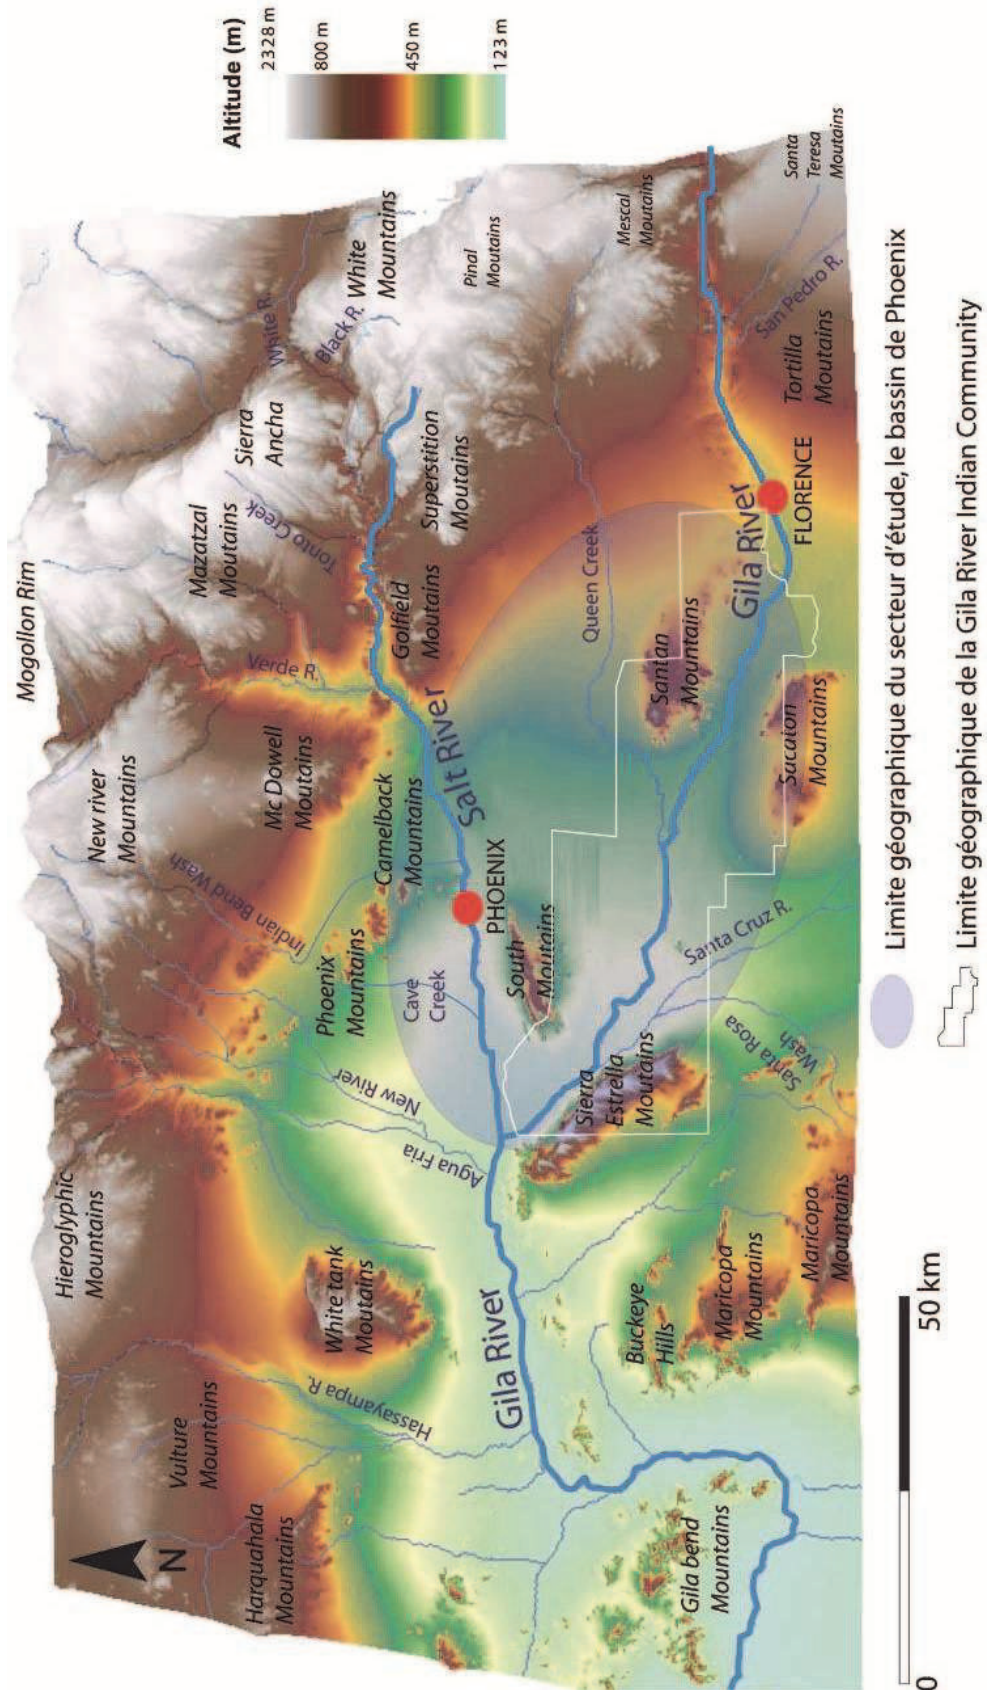 Mogollon Rim
Hieroglyphic
Mountains
New river
Mountains
N
Vulture
Mountains
Harquahala
Mountains
White tank
Moutains
Hassayampa R.
Agua Fria
New River
Indian Bend Wash
Phoenix
Mountains
Cave
Creek
Camelback
Mountains
Mc Dowell
Moutains
Verde R.
Mazatzal
Moutains
Tonto Creek
Sierra
Ancha
White R.
Black R.
White
Mountains
Altitude (m)
2328 m
800 m
450 m
123 m
Golfield
Moutains
Superstition
Moutains
Pinal
Moutains
Salt River
PHOENIX
Gila River
South
Moutains
Queen Creek
Mescal
Moutains
Sierra
Estrella
Moutains
Santa Cruz R.
Santa Rosa
Wash
Santan
Mountains
Gila River
San Pedro R.
Santa
Teresa
Moutains
Buckeye
Hills
Maricopa
Mountains
Maricopa
Mountains
Gila bend
Mountains
Sacaton
Mountains
FLORENCE
Tortilla
Moutains
0
50 km
Limite géographique du secteur d'étude, le bassin de Phoenix
Limite géographique de la Gila River Indian Community